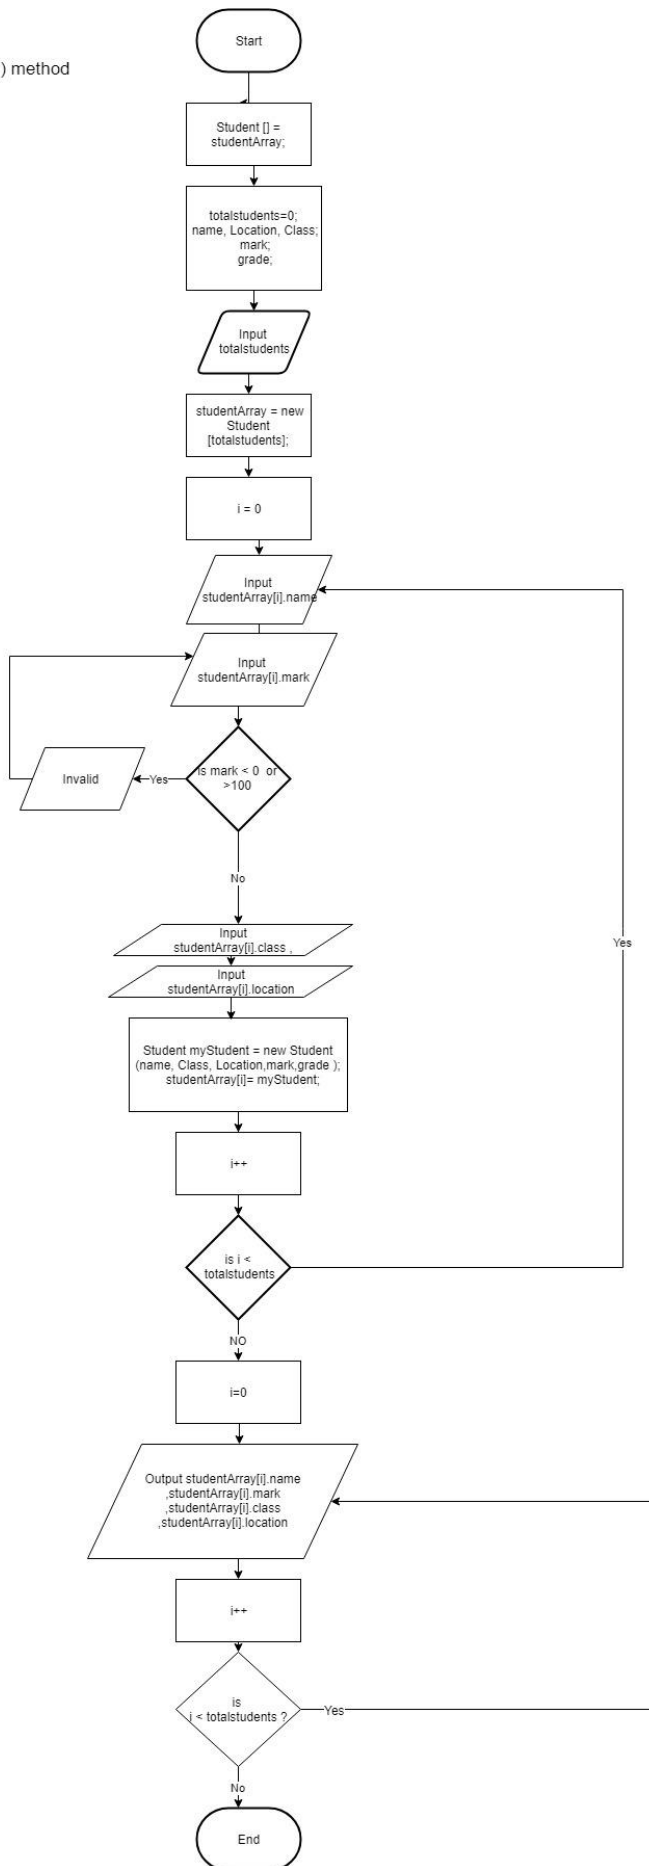 Start
) method
Student [] =
studentArray;
totalstudents=0;
name, Location, Class;
mark;
grade;
Input
totalstudents
studentArray = new
Student
[totalstudents];
i = 0
Input
studentArray[i].name
Input
studentArray[i].mark
is mark < 0 or
>100
Yes
Invalid
No
Input
studentArray[i].class ,
Input
studentArray[i].location
Yes
Student myStudent = new Student
(name, Class, Location,mark,grade );
studentArray[i]= myStudent;
i++
is i <
totalstudents
NO
i=0
Output studentArray[i].name
,studentArray[i].mark
,studentArray[i].class
,studentArray[i].location
i++
is
i < totalstudents ?
Yes
No
End